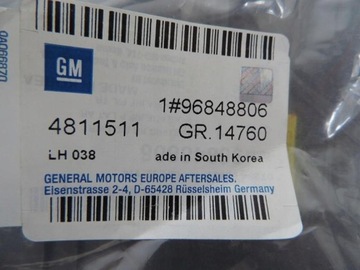 GM
1#96848806
4811511 GR.14760
LH 038 ade in South Korea
GENERAL MOTORS EUROPE AFTERSALES.
Elsenstrasse 2-4, D-65428 Rüsselsheim Germany